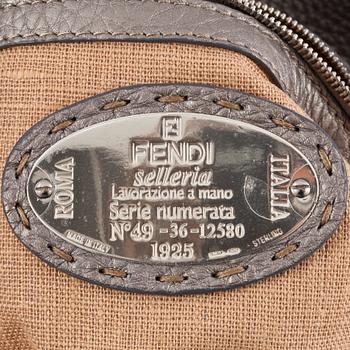 FENDI
selleria
Lavorazione a mano
ROMA
ITALIA
Serie numerata
N°49-36-12580
MADE IN ITALY
1925
STERLING